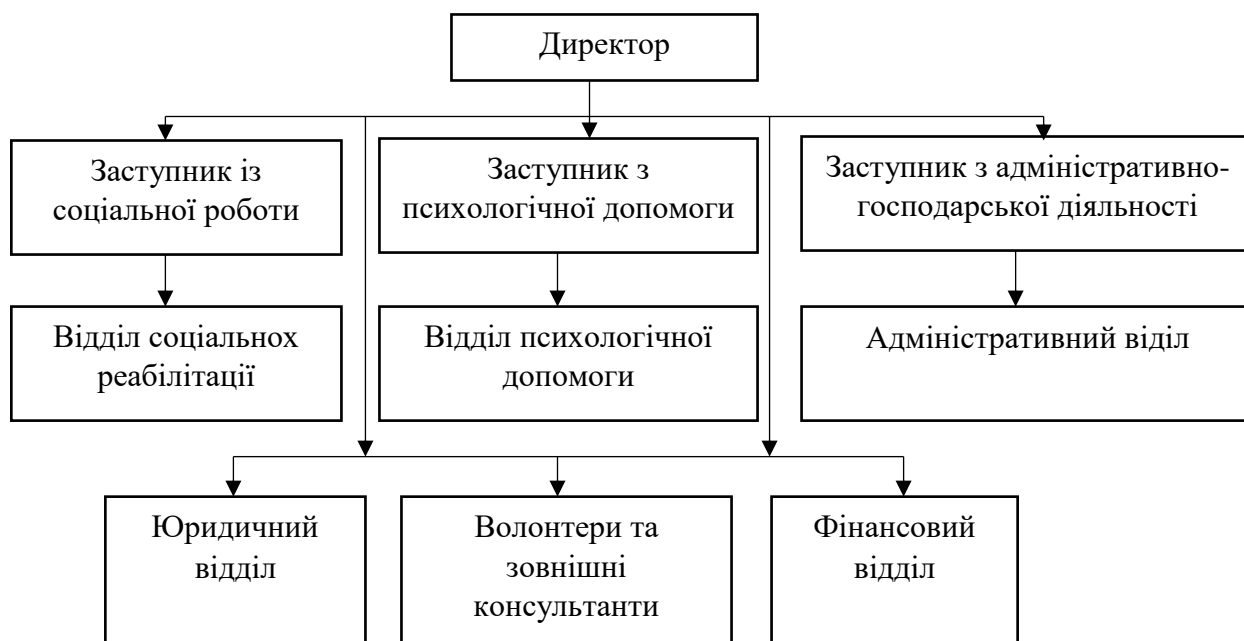 Директор
Заступник із
соціальної роботи
Заступник з
психологічної допомоги
Заступник з адміністративно-
господарської діяльності
Відділ соціальнох
реабілітації
Відділ психологічної
допомоги
Адміністративний віділ
Юридичний
відділ
Волонтери та
зовнішні
консультанти
Фінансовий
відділ